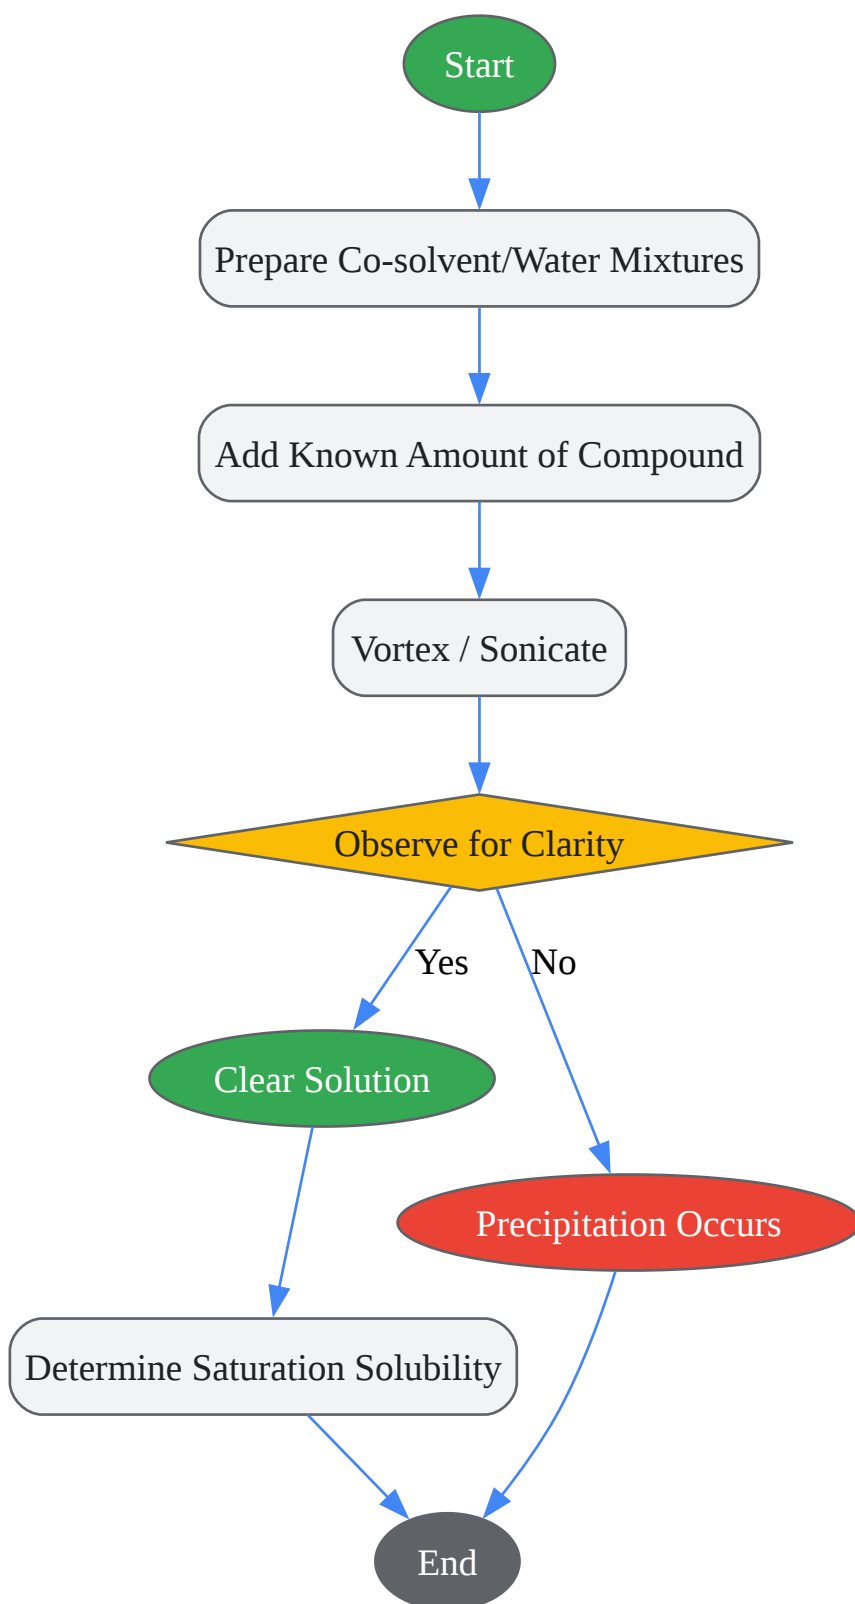 Start
Prepare Co-solvent/Water Mixtures
Add Known Amount of Compound
Vortex / Sonicate
Observe for Clarity
Yes
No
Clear Solution
Precipitation Occurs
Determine Saturation Solubility
End